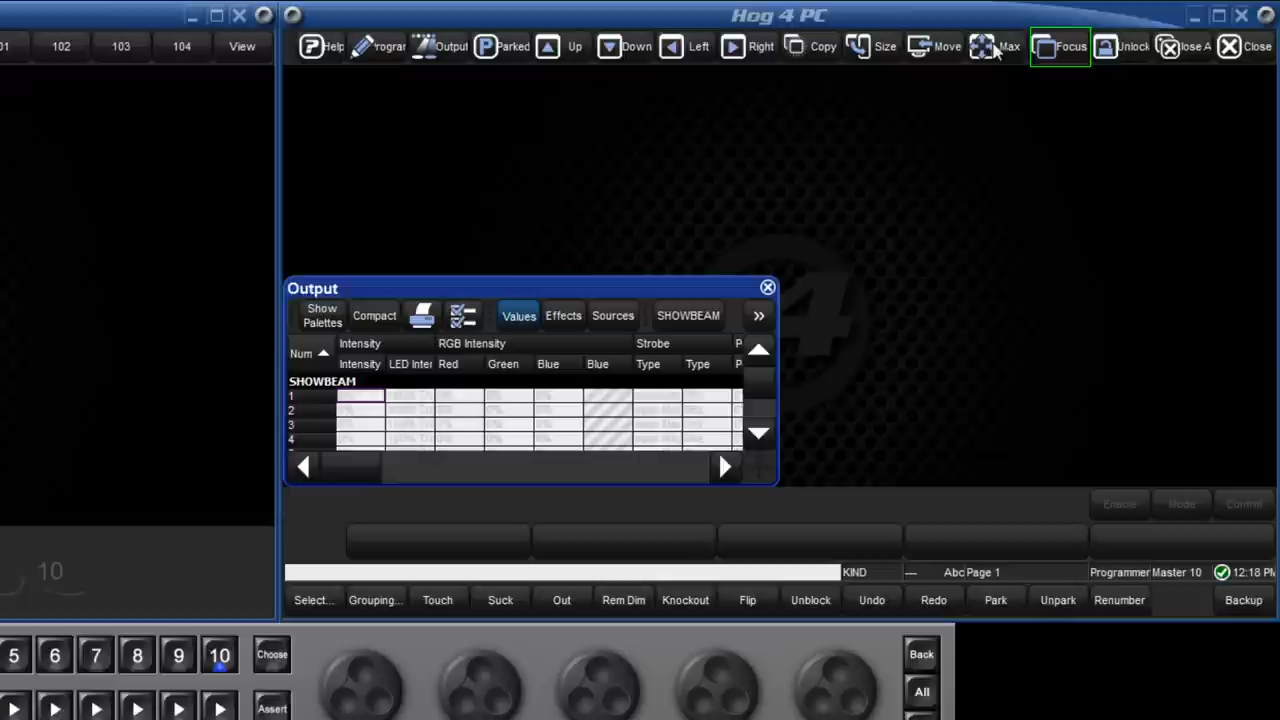 Hog 4 PC
01 102 103 104 View
Help Program Output Parked Up Down Left Right Copy Size Move Max Focus Unlock Close A Close
Output
Show Palettes Compact Values Effects Sources SHOWBEAM »
Num Intensity RGB Intensity Strobe P
Intensity LED Inter Red Green Blue Blue Type Type P
SHOWBEAM
1
2
3
4
Enable Mode Control
10
KIND --- Abc Page 1 Programmer Master 10 12:18 PM
Select... Grouping... Touch Suck Out Rem Dim Knockout Flip Unblock Undo Redo Park Unpark Renumber Backup
5 6 7 8 9 10 Choose Back
Assert All